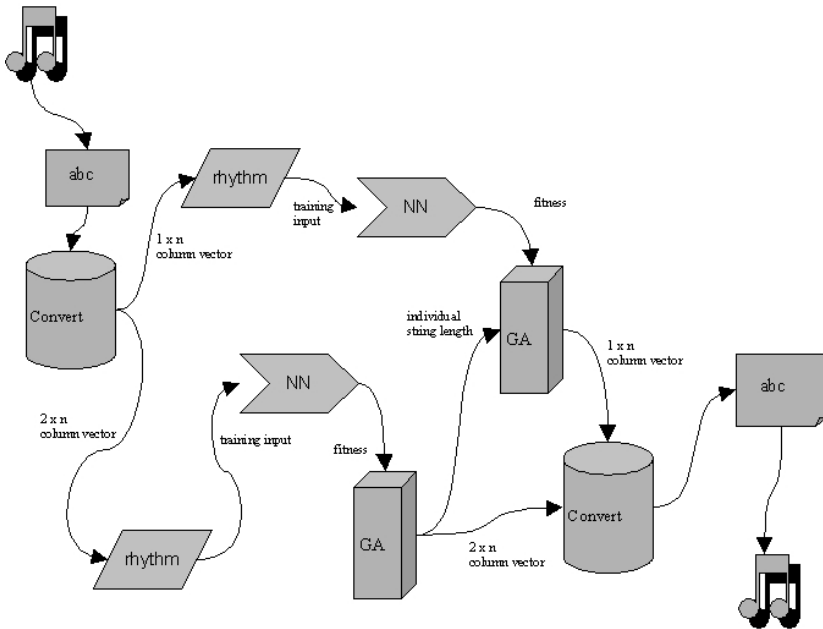 abc
rhythm
NN
training
input
fitness
1 x n
column vector
Convert
individual
string length
GA
1 x n
column vector
NN
abc
2 x n
column vector
training input
fitness
Convert
GA
rhythm
2 x n
column vector